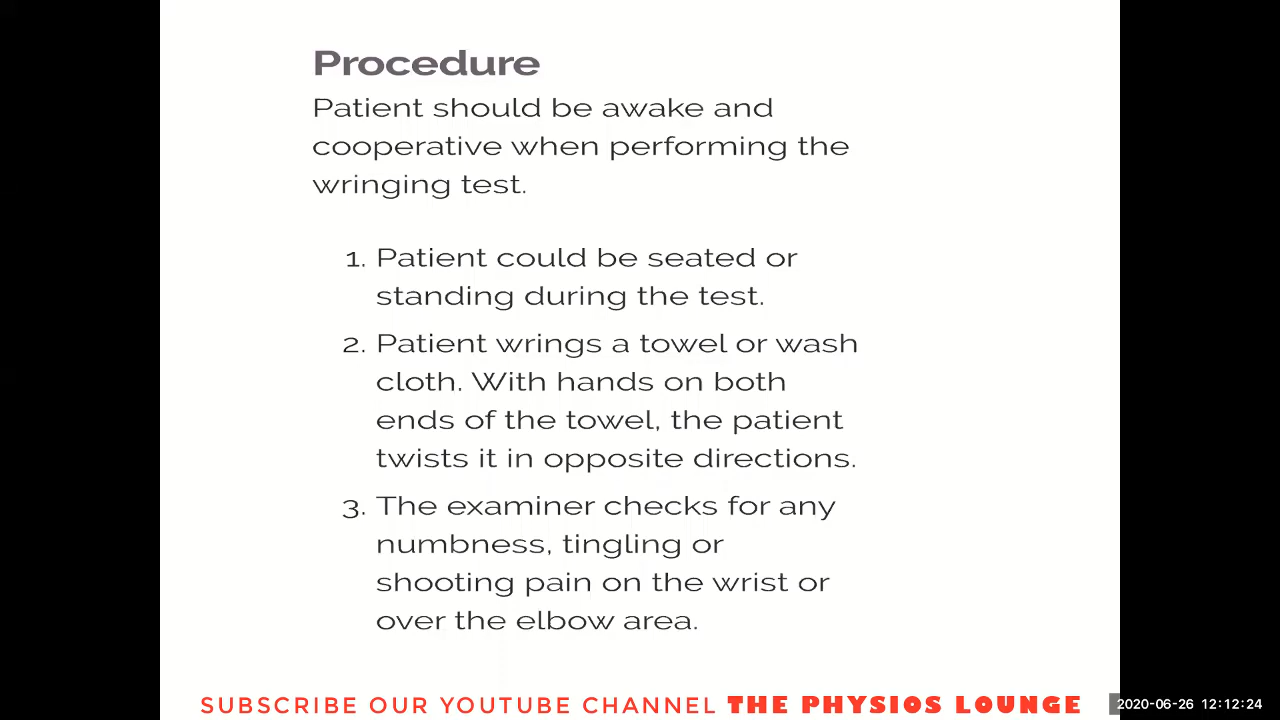 Procedure
Patient should be awake and
cooperative when performing the
wringing test.
1. Patient could be seated or
standing during the test.
2. Patient wrings a towel or wash
cloth. With hands on both
ends of the towel, the patient
twists it in opposite directions.
3. The examiner checks for any
numbness, tingling or
shooting pain on the wrist or
over the elbow area.
SUBSCRIBE OUR YOUTUBE CHANNEL THE PHYSIOS LOUNGE
2020-06-26 12:12:24